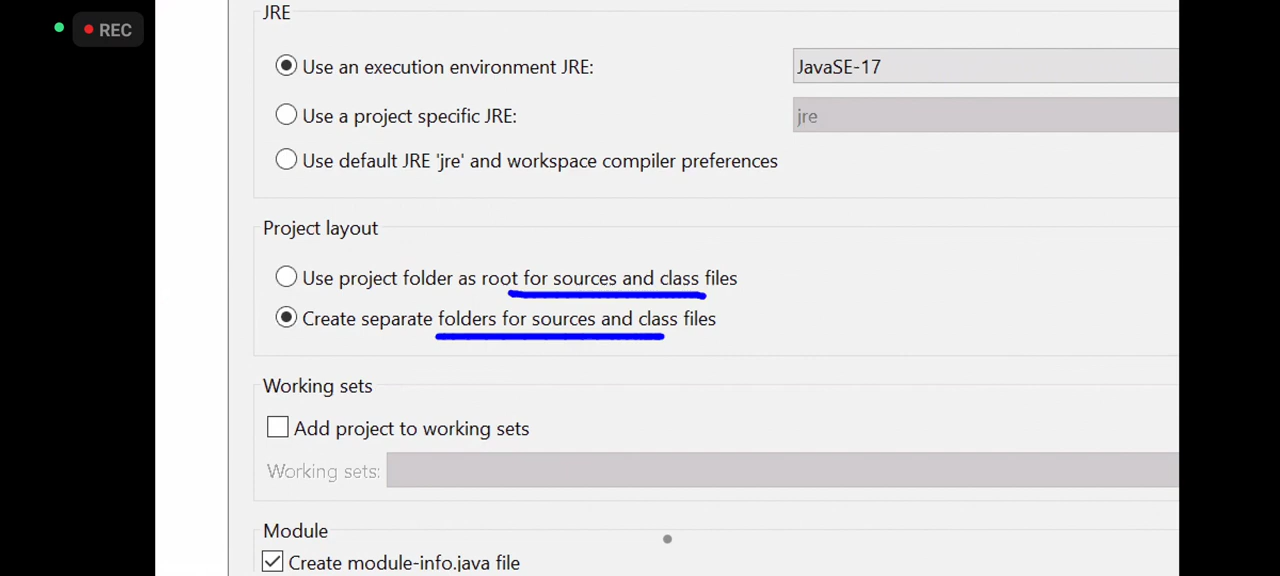 REC
JRE
Use an execution environment JRE:
JavaSE-17
Use a project specific JRE:
jre
Use default JRE 'jre' and workspace compiler preferences
Project layout
Use project folder as root for sources and class files
Create separate folders for sources and class files
Working sets
Add project to working sets
Working sets:
Module
Create module-info.java file